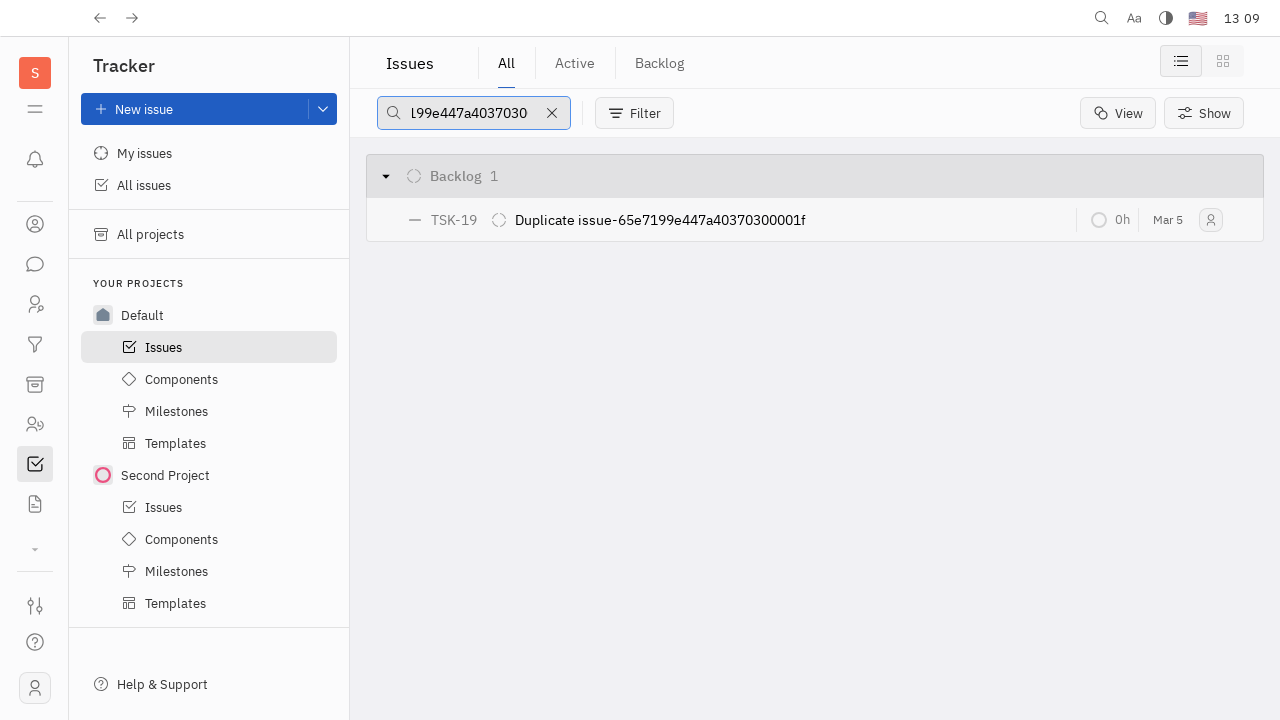 Aa 13 09
S
Tracker
New issue
My issues
All issues
All projects
YOUR PROJECTS
Default
Issues
Components
Milestones
Templates
Second Project
Issues
Components
Milestones
Templates
Help & Support
Issues All Active Backlog
199e447a4037030 Filter View Show
Backlog 1
TSK-19 Duplicate issue-65e7199e447a40370300001f 0h Mar 5